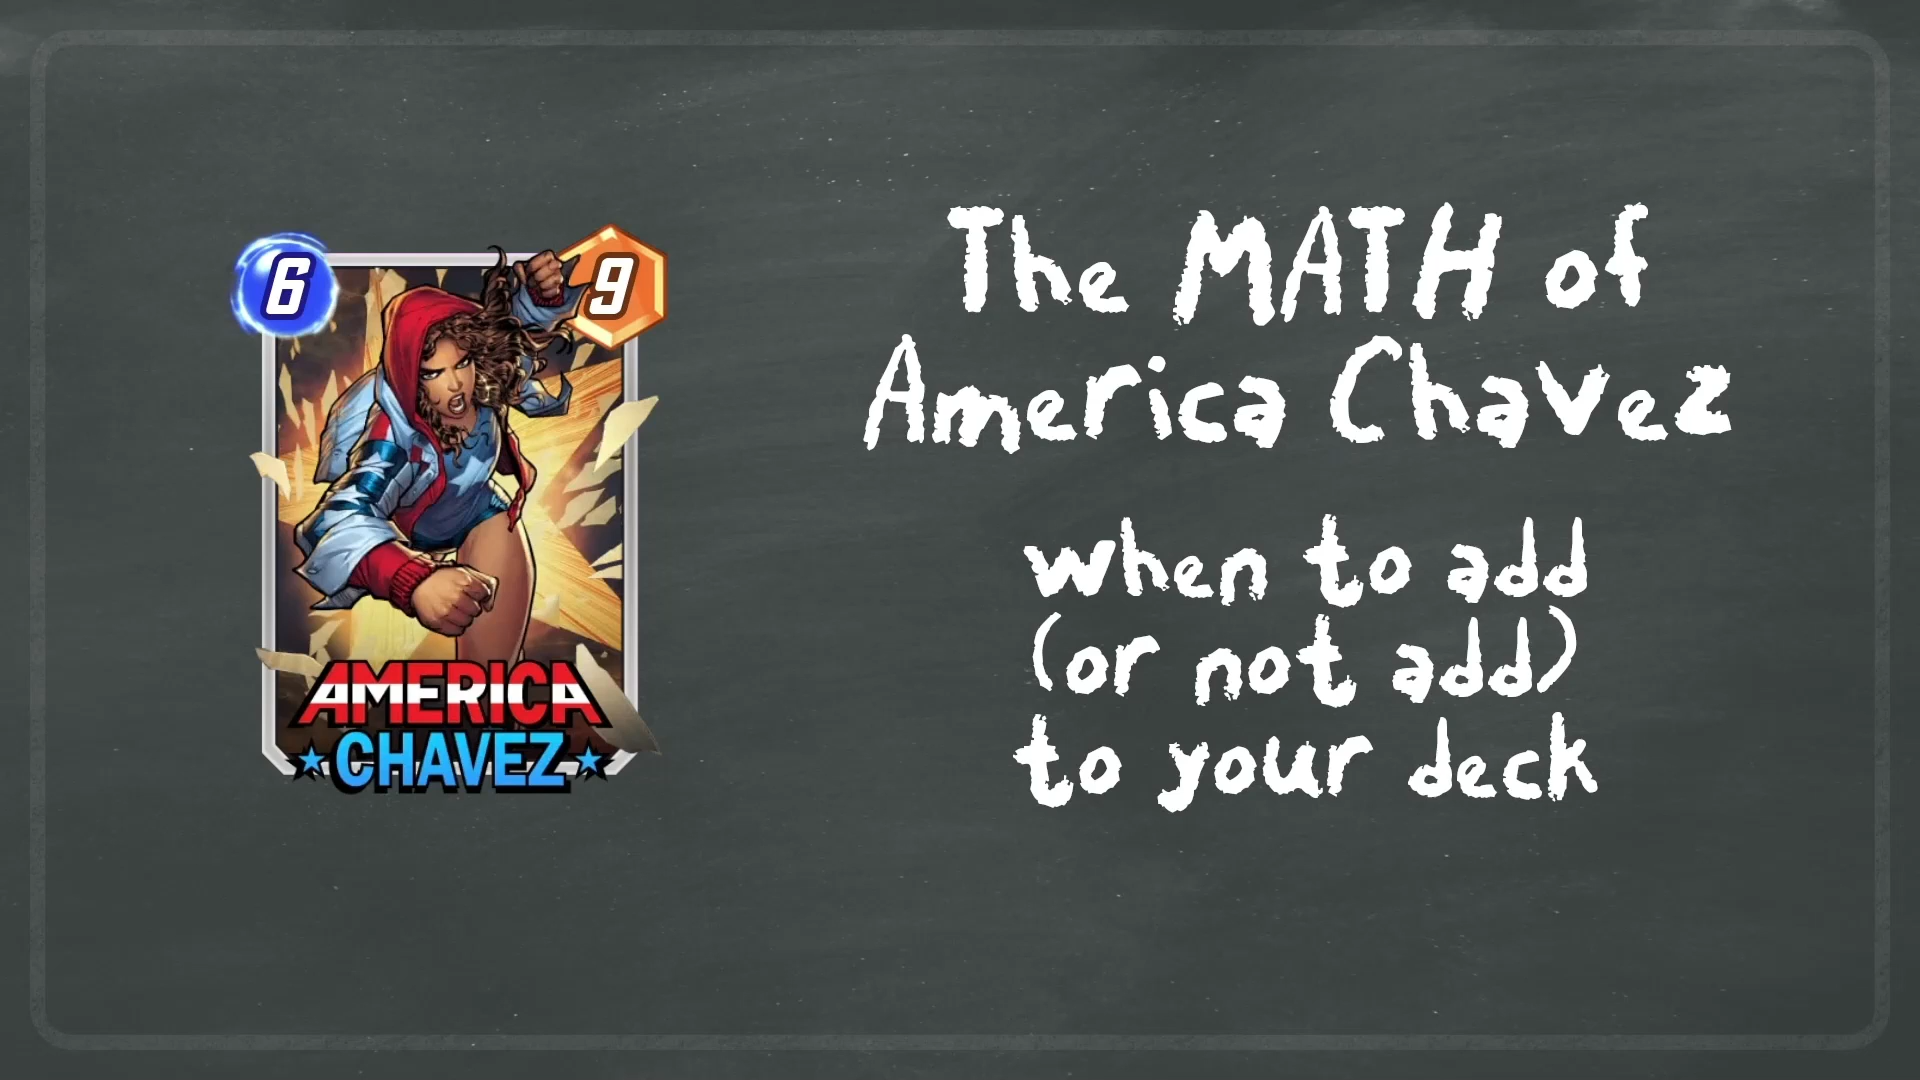 6
9
AMERICA
CHAVEZ
The MATH of
America Chavez
when to add
(or not add)
to your deck